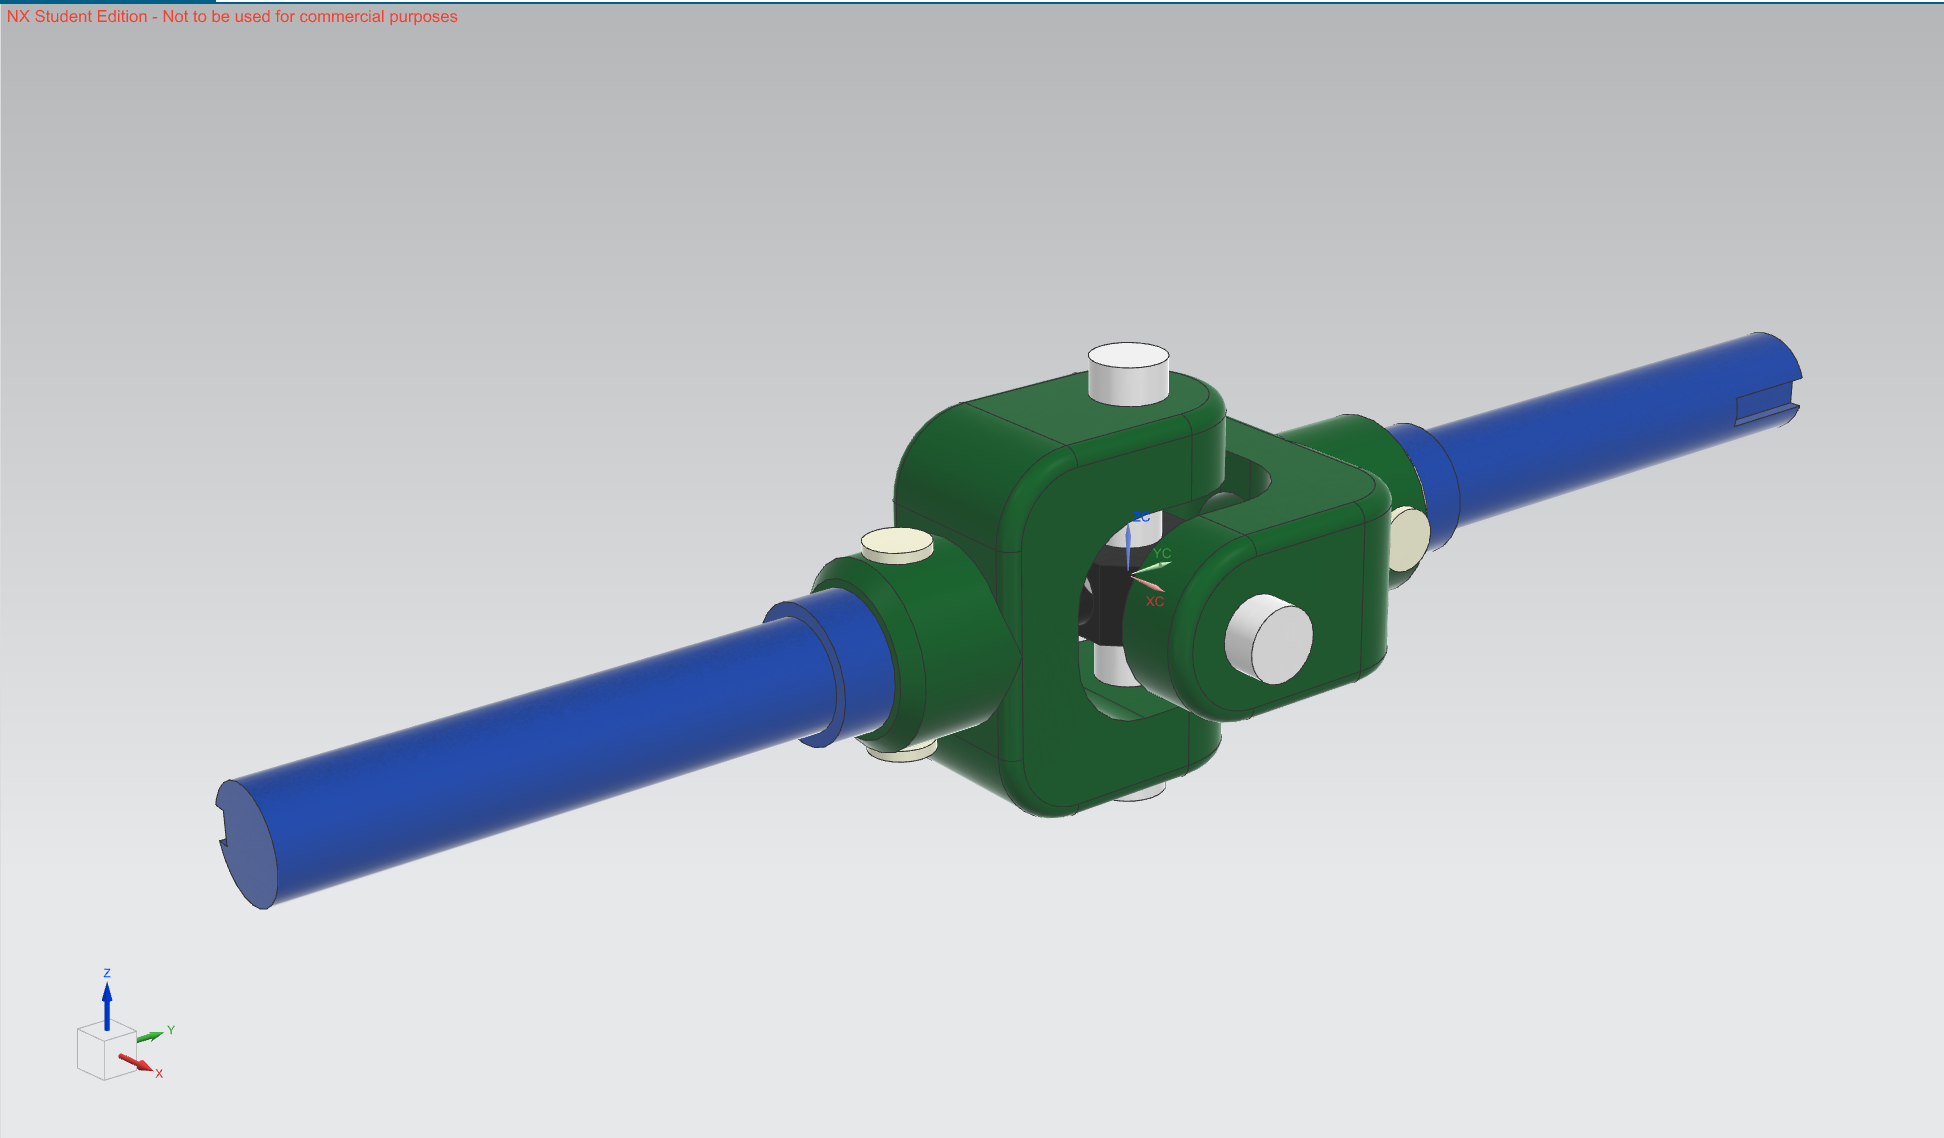 NX Student Edition - Not to be used for commercial purposes
ZC
YC
XC
Z
Y
X